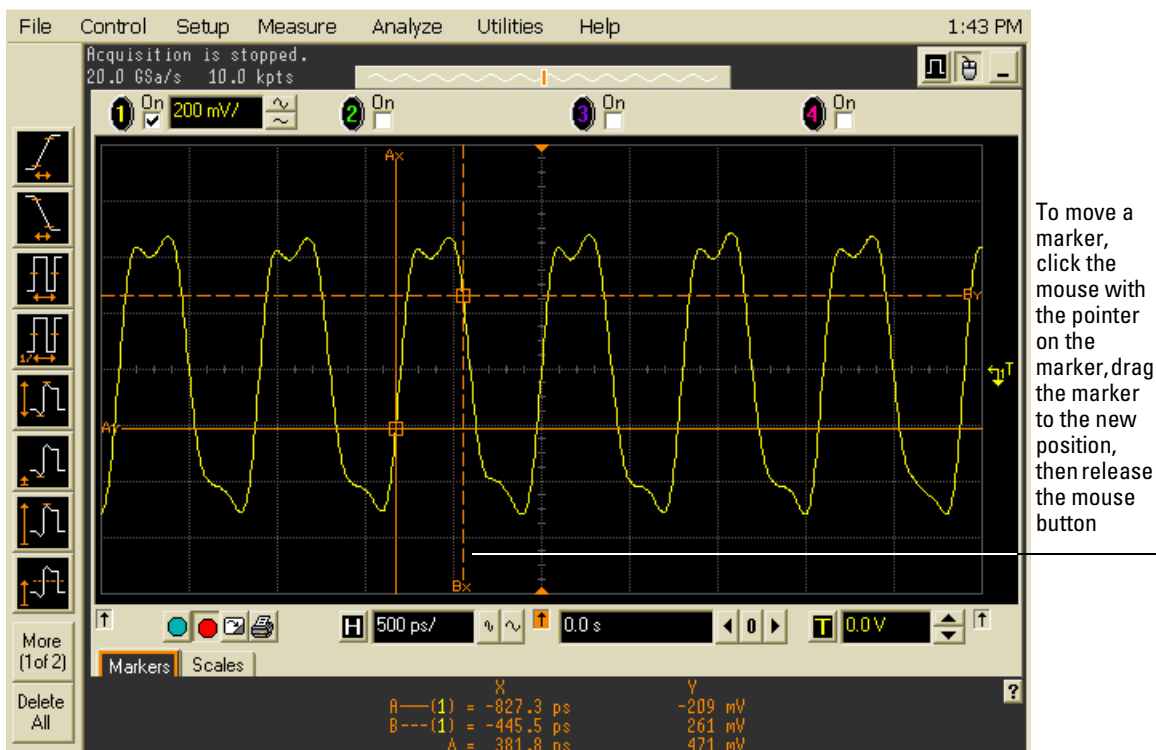 File Control Setup Measure Analyze Utilities Help 1:43 PM
Acquisition is stopped.
20.0 GSa/s 10.0 kpts
1 On 200 mV/ 2 On 3 On 4 On
Ax
By
T
Ay
Bx
1/
More
(1of 2)
Delete
All
H 500 ps/ 0.0 s 0 T 0.0 V
Markers Scales
?
X Y
A——(1) = -827.3 ps -209 mV
B---(1) = -445.5 ps 261 mV
Δ = 381.8 ps 471 mV
To move a
marker,
click the
mouse with
the pointer
on the
marker, drag
the marker
to the new
position,
then release
the mouse
button